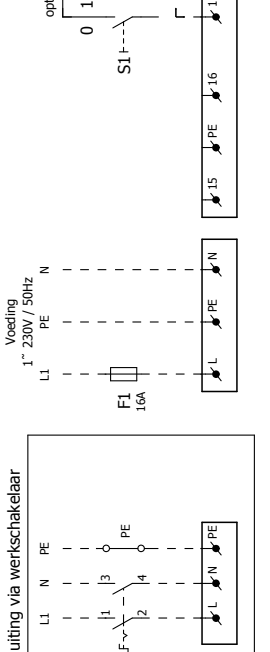 opt
0 1
S1
1
16
PE
15
Voeding
1~ 230V / 50Hz
L1 PE N
F1
16A
L PE N
uiting via werkschakelaar
L1 N PE
1 3 PE
2 4
L N PE